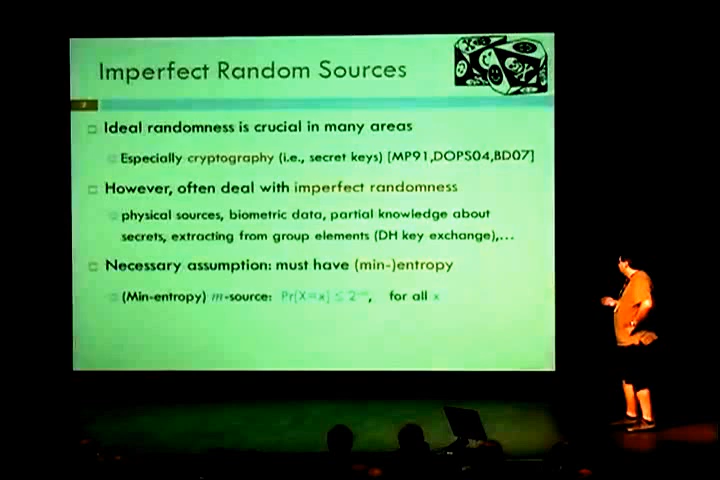 Imperfect Random Sources
Ideal randomness is crucial in many areas
Especially cryptography (i.e., secret keys) [MP91,DOPS04,BD07]
However, often deal with imperfect randomness
physical sources, biometric data, partial knowledge about
secrets, extracting from group elements (DH key exchange),...
Necessary assumption: must have (min-)entropy
(Min-entropy) m-source: Pr[X=x] ≤ 2⁻ᵐ, for all x